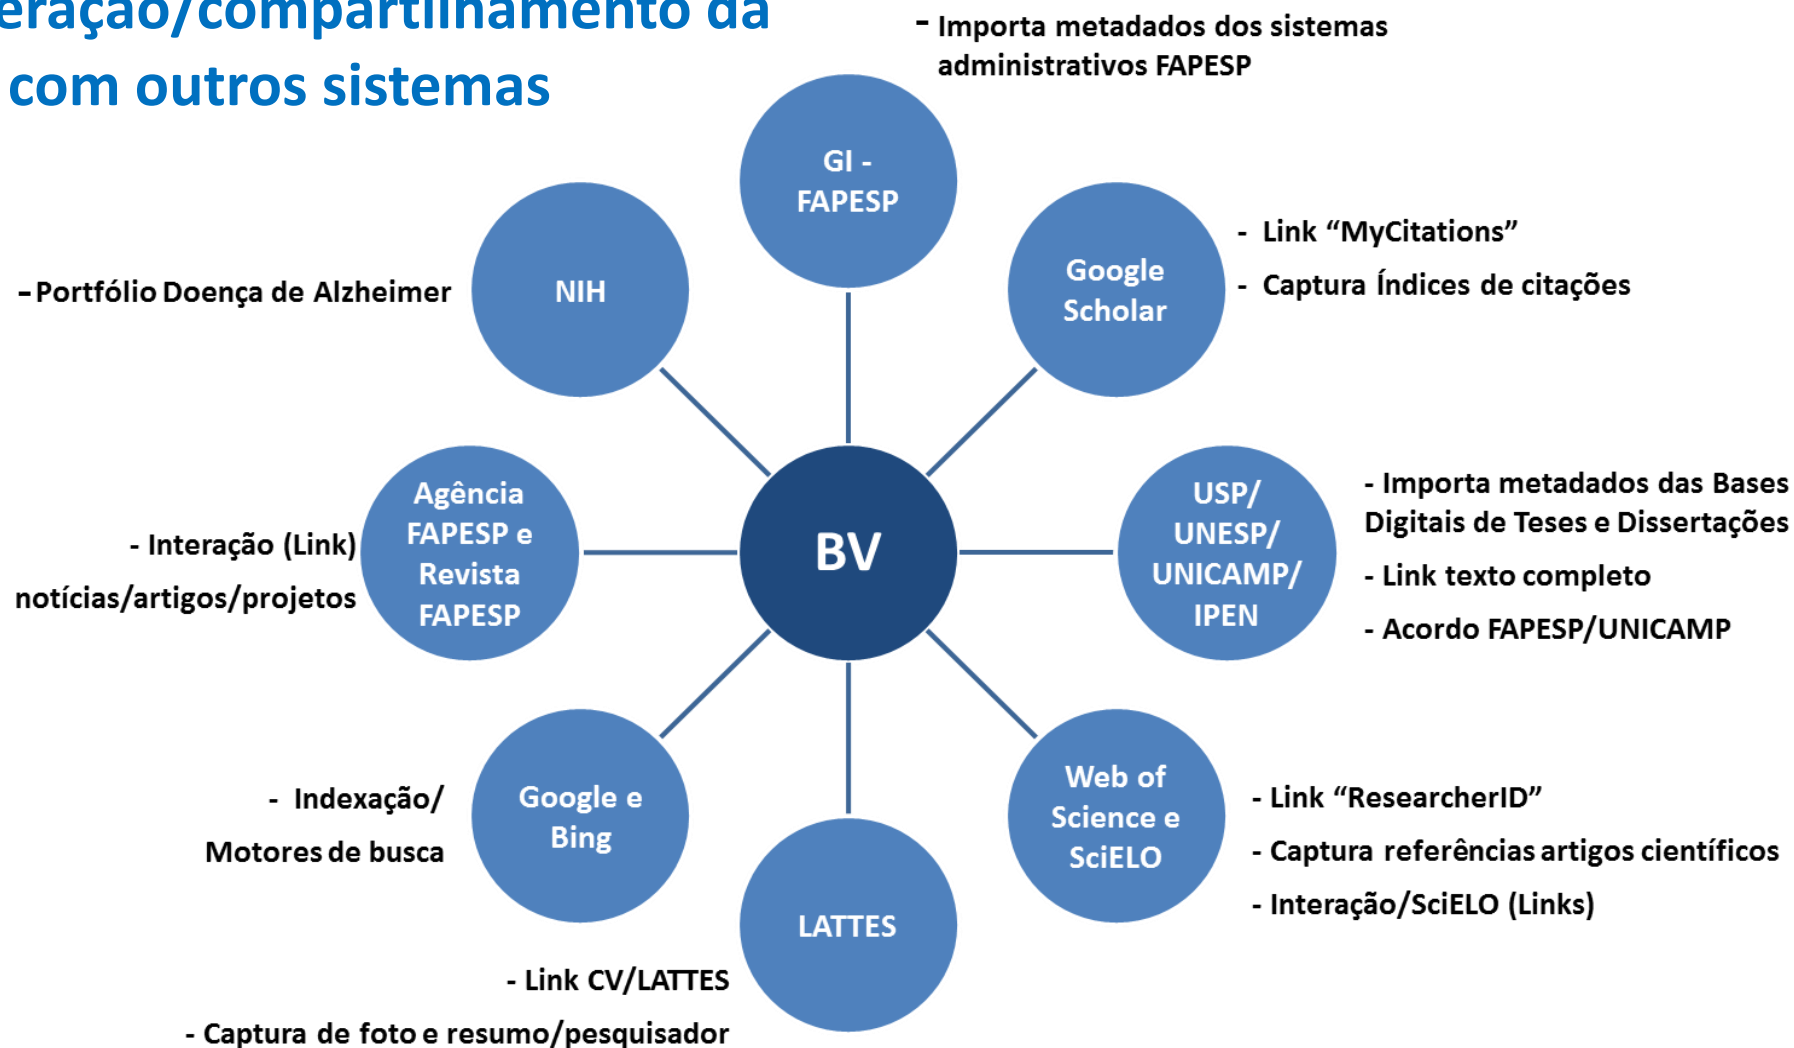 eração/compartilhamento da
com outros sistemas
- Importa metadados dos sistemas
administrativos FAPESP
GI -
FAPESP
NIH
- Portfólio Doença de Alzheimer
Google
Scholar
- Link “MyCitations”
- Captura Índices de citações
Agência
FAPESP e
Revista
FAPESP
- Interação (Link)
notícias/artigos/projetos
BV
USP/
UNESP/
UNICAMP/
IPEN
- Importa metadados das Bases
Digitais de Teses e Dissertações
- Link texto completo
- Acordo FAPESP/UNICAMP
Google e
Bing
- Indexação/
Motores de busca
Web of
Science e
SciELO
- Link “ResearcherID”
- Captura referências artigos científicos
- Interação/SciELO (Links)
LATTES
- Link CV/LATTES
- Captura de foto e resumo/pesquisador